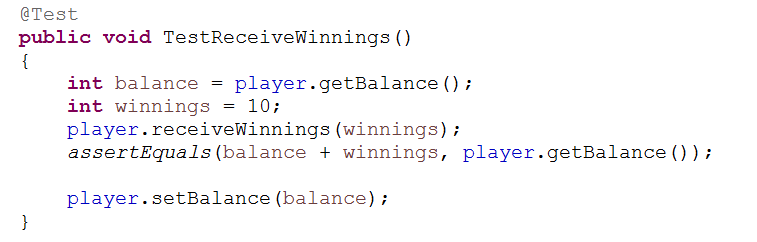 @Test
public void TestReceiveWinnings()
{
    int balance = player.getBalance();
    int winnings = 10;
    player.receiveWinnings(winnings);
    assertEquals(balance + winnings, player.getBalance());

    player.setBalance(balance);
}